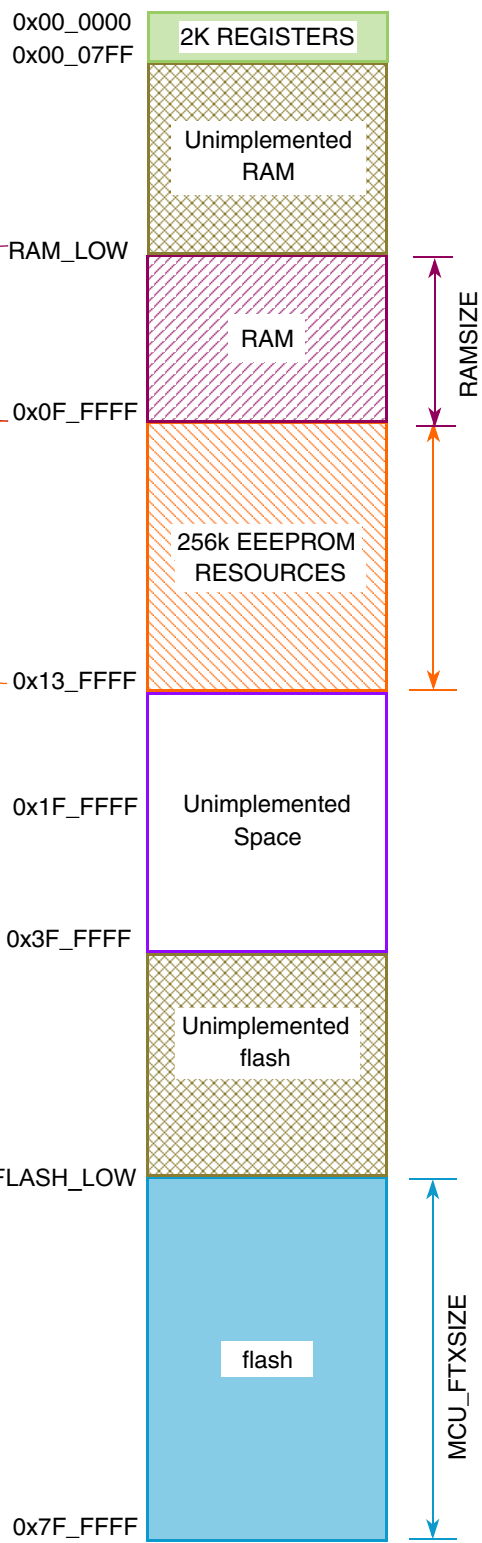 0x00_0000
2K REGISTERS
0x00_07FF
Unimplemented
RAM
RAM_LOW
RAM
RAMSIZE
0x0F_FFFF
256k EEEPROM
RESOURCES
0x13_FFFF
0x1F_FFFF
Unimplemented
Space
0x3F_FFFF
Unimplemented
flash
FLASH_LOW
flash
MCU_FTXSIZE
0x7F_FFFF